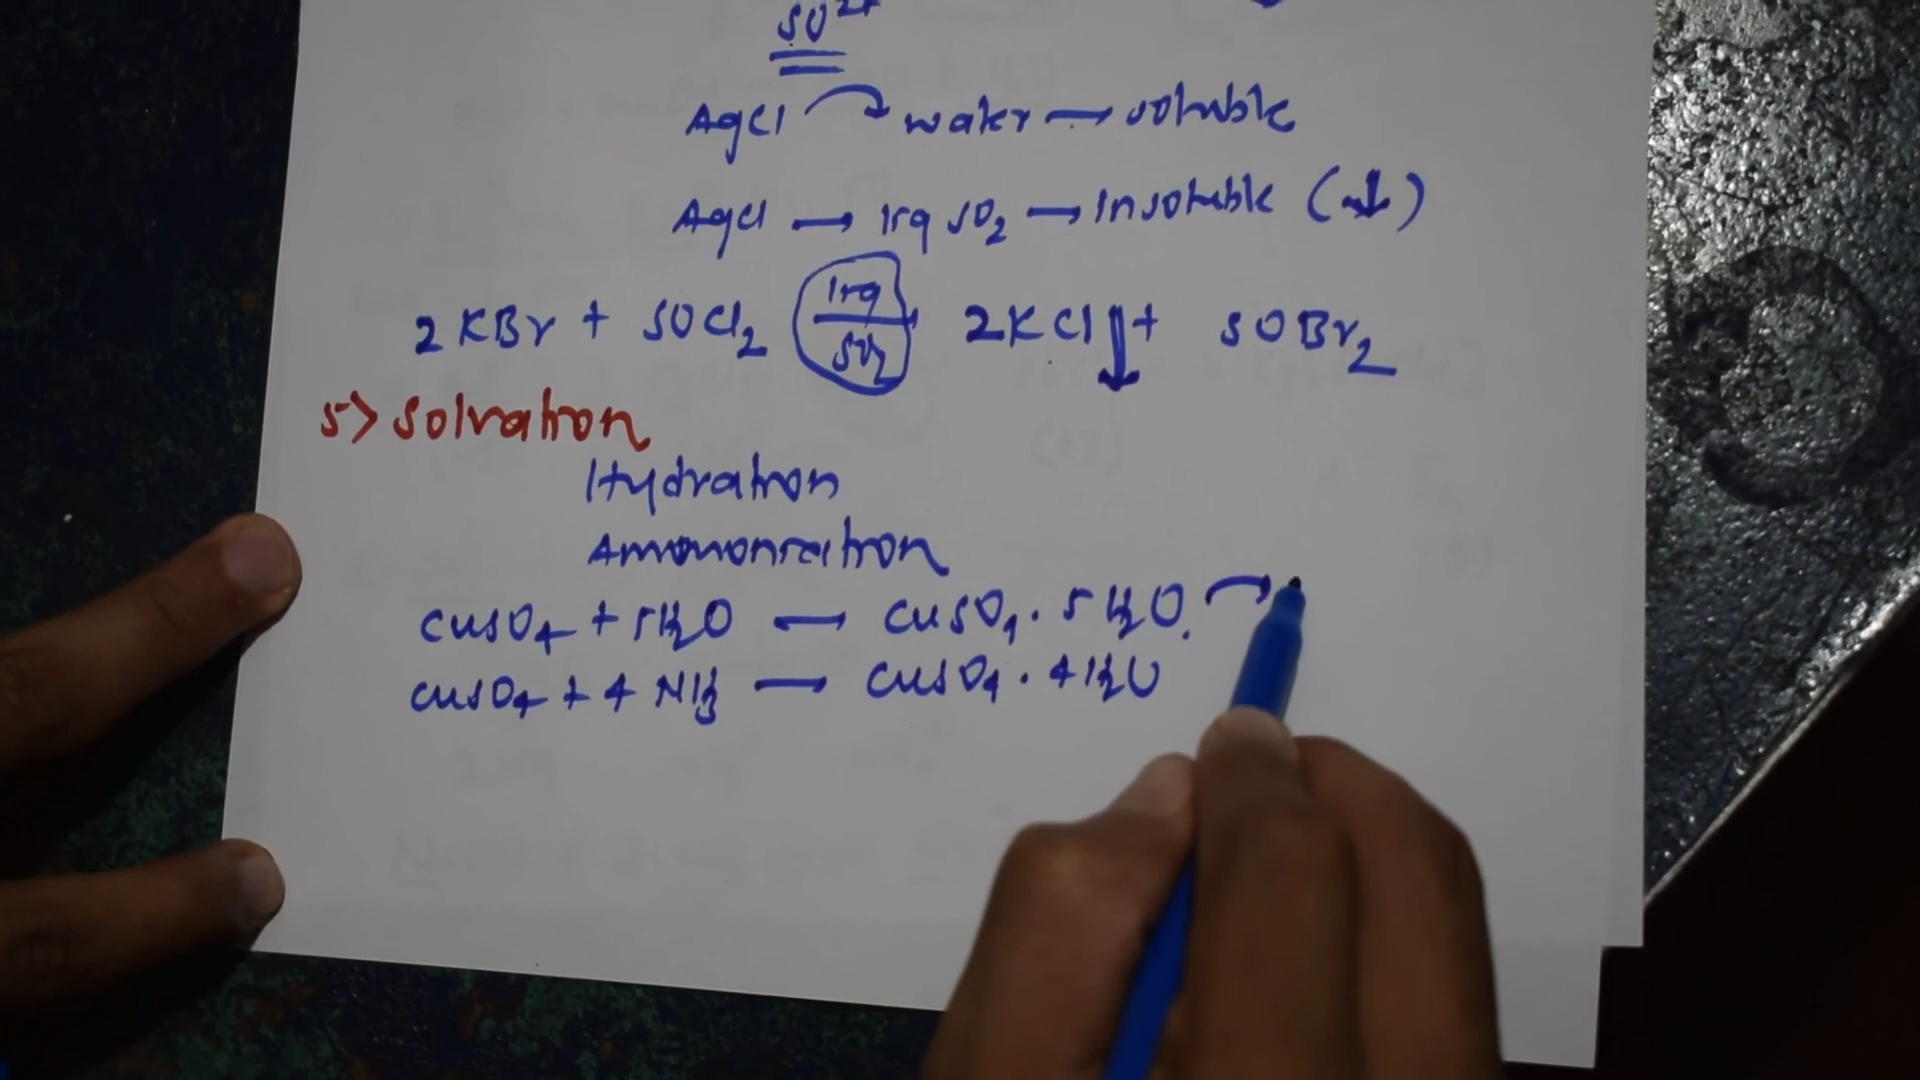 SO²⁺
AgCl ⟶ water → soluble
AgCl → liq SO₂ → Insoluble (↓)
2KBr + SOCl₂ liq/SO₂ 2KCl↓ + SOBr₂
5> Solvation
Hydration
CuSO₄ + 5H₂O — CuSO₄·5H₂O
CuSO₄ + 4NH₃ — CuSO₄·4H₂O